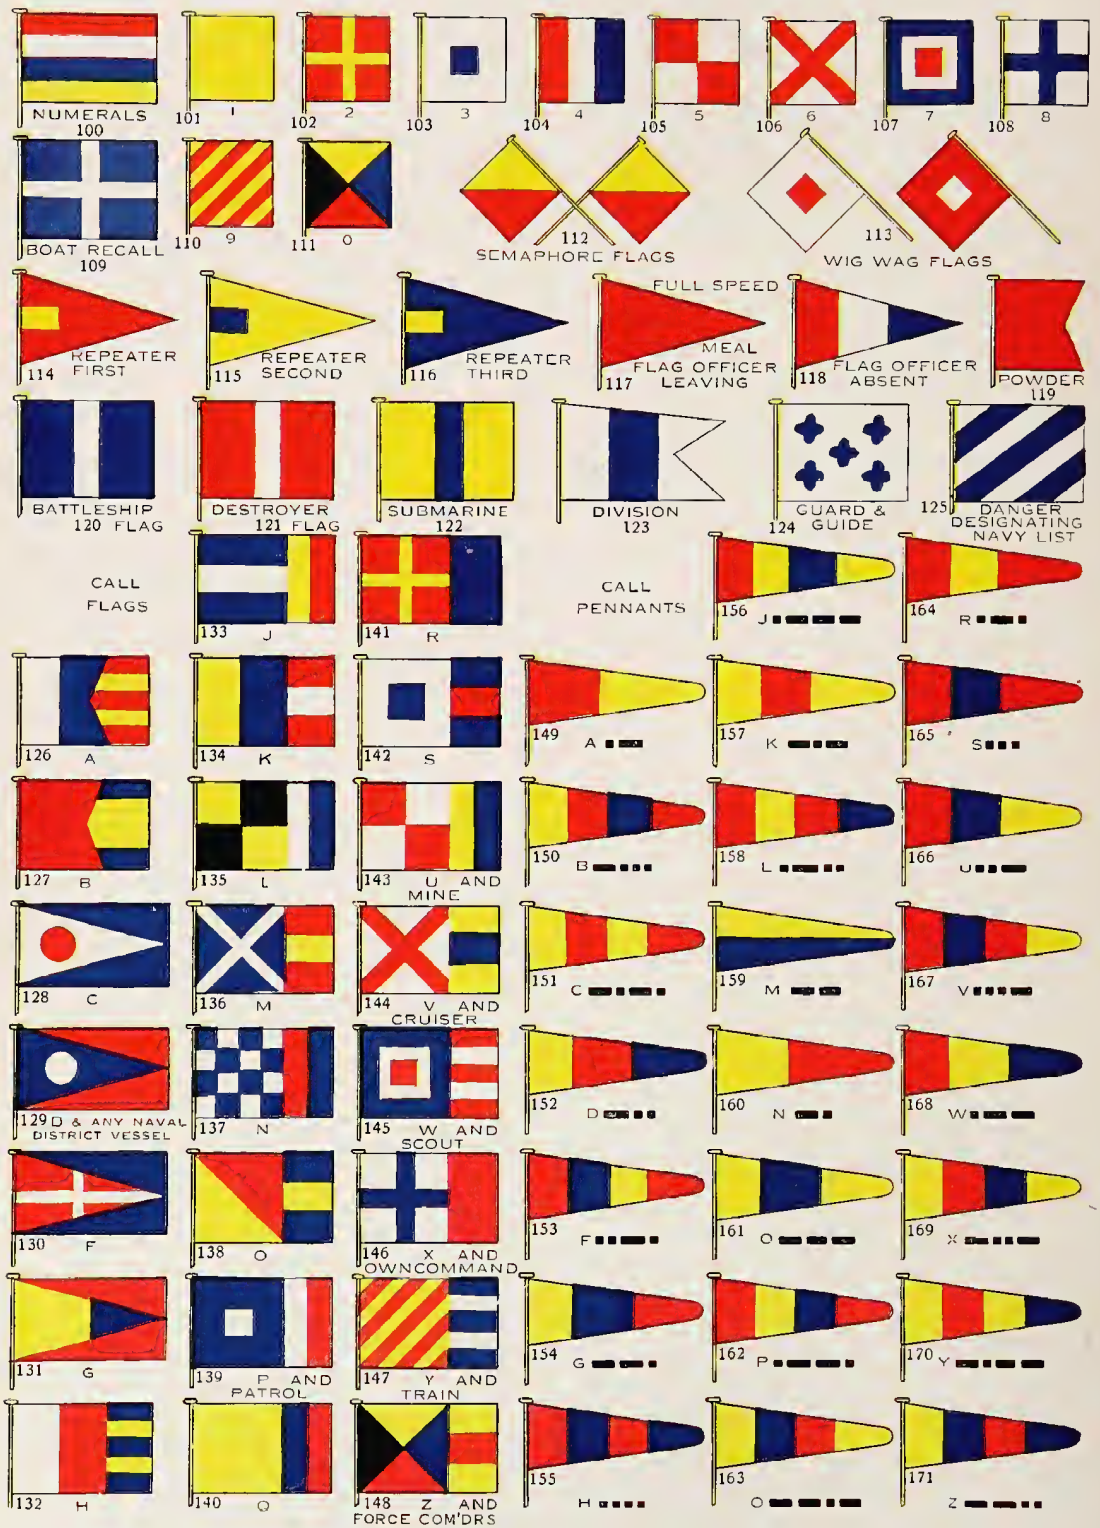 NUMERALS
100
101 1
102 2
103 3
104 4
105 5
106 6
107 7
108 8
BOAT RECALL
109
110 9
111 0
112
SEMAPHORE FLAGS
113
WIG WAG FLAGS
114 REPEATER
FIRST
115 REPEATER
SECOND
116 REPEATER
THIRD
FULL SPEED
MEAL
117 FLAG OFFICER
LEAVING
118 FLAG OFFICER
ABSENT
POWDER
119
BATTLESHIP
120 FLAG
DESTROYER
121 FLAG
SUBMARINE
122
DIVISION
123
124 GUARD &
GUIDE
125 DANGER
DESIGNATING
NAVY LIST
CALL
FLAGS
133 J
141 R
CALL
PENNANTS
156 J
164 R
126 A
134 K
142 S
149 A
157 K
165 S
127 B
135 L
143 U AND
MINE
150 B
158 L
166 U
128 C
136 M
144 V AND
CRUISER
151 C
159 M
167 V
129 D & ANY NAVAL
DISTRICT VESSEL
137 N
145 W AND
SCOUT
152 D
160 N
168 W
130 F
138 O
146 X AND
OWNCOMMAND
153 F
161 O
169 X
131 G
139 P AND
PATROL
147 Y AND
TRAIN
154 G
162 P
170 Y
132 H
140 Q
148 Z AND
FORCE COM'DRS
155 H
163 Q
171 Z